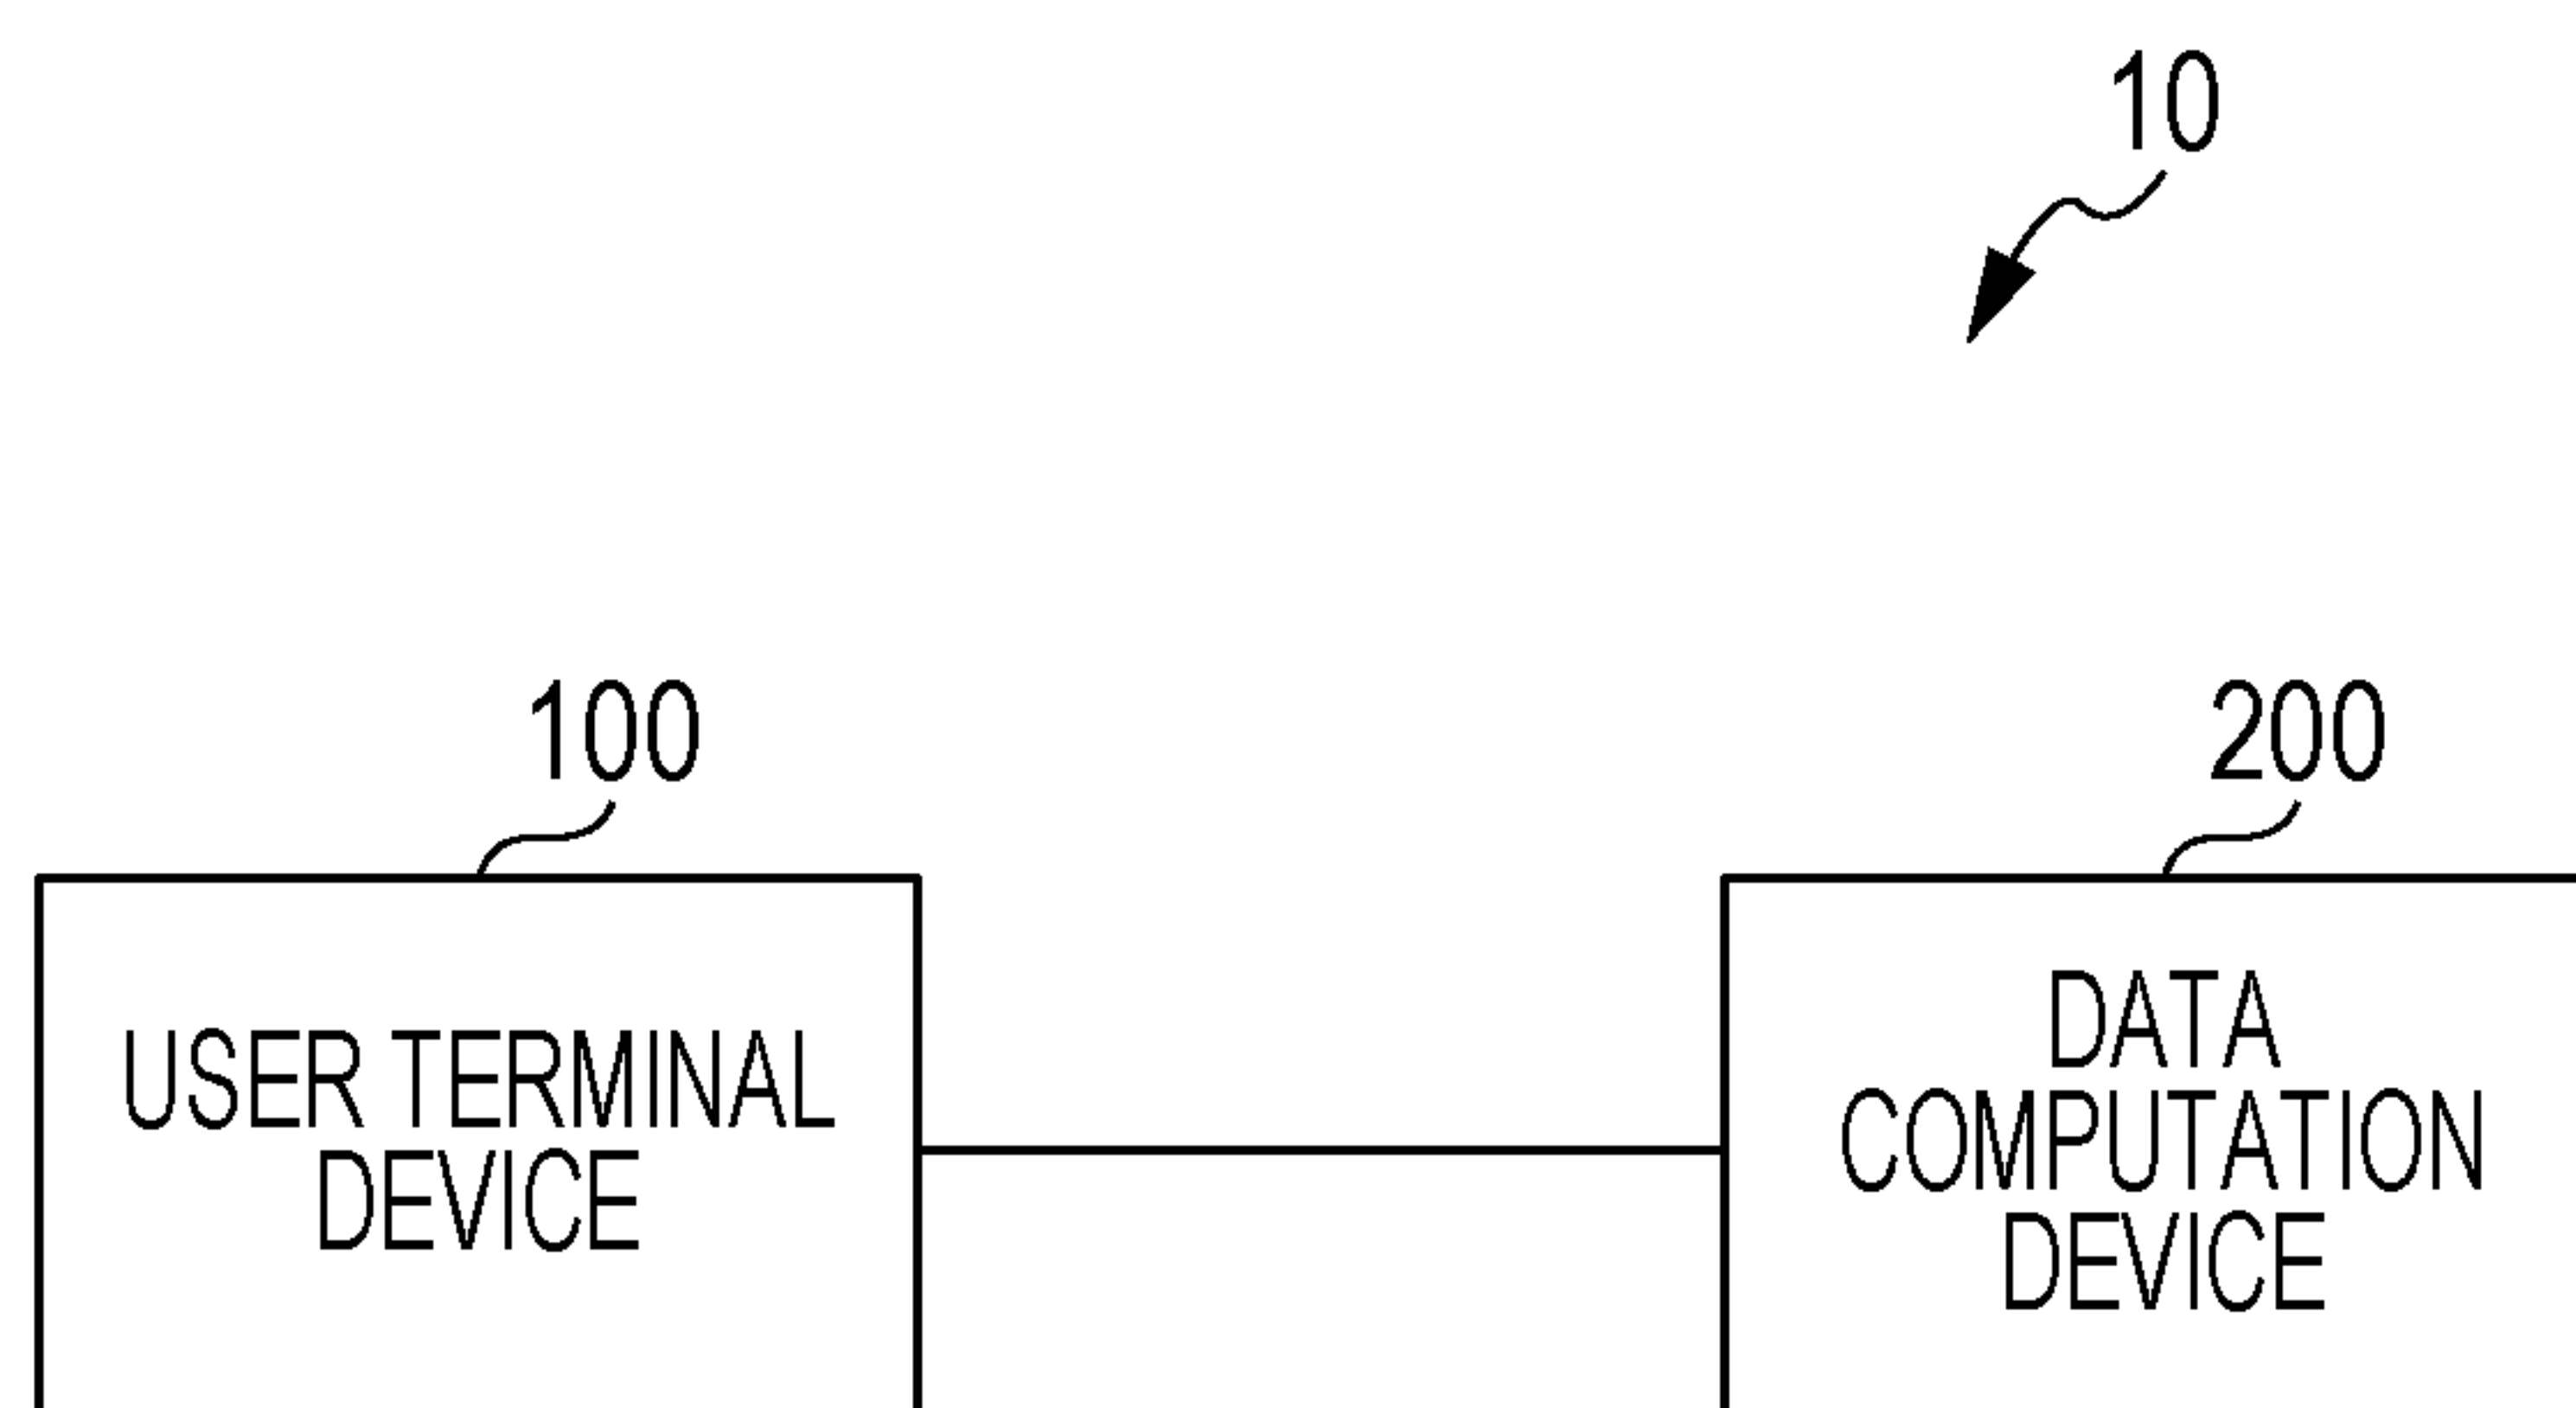 10
100
200
USER TERMINAL
DEVICE
DATA
COMPUTATION
DEVICE